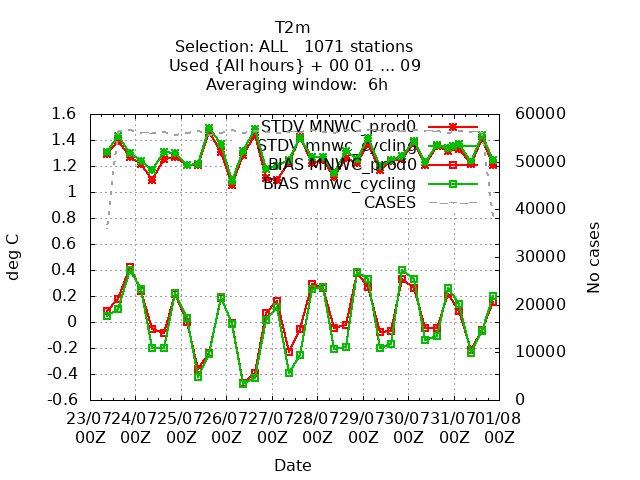 T2m
Selection: ALL   1071 stations
Used {All hours} + 00 01 ... 09
Averaging window:  6h
STDV MNWC_prod0
STDV mnwc_cycling
BIAS MNWC_prod0
BIAS mnwc_cycling
CASES
deg C
1.6
1.4
1.2
1
0.8
0.6
0.4
0.2
0
-0.2
-0.4
-0.6
60000
50000
40000
30000
20000
10000
0
No cases
23/07 24/07 25/07 26/07 27/07 28/07 29/07 30/07 31/07 01/08
00Z 00Z 00Z 00Z 00Z 00Z 00Z 00Z 00Z 00Z
Date